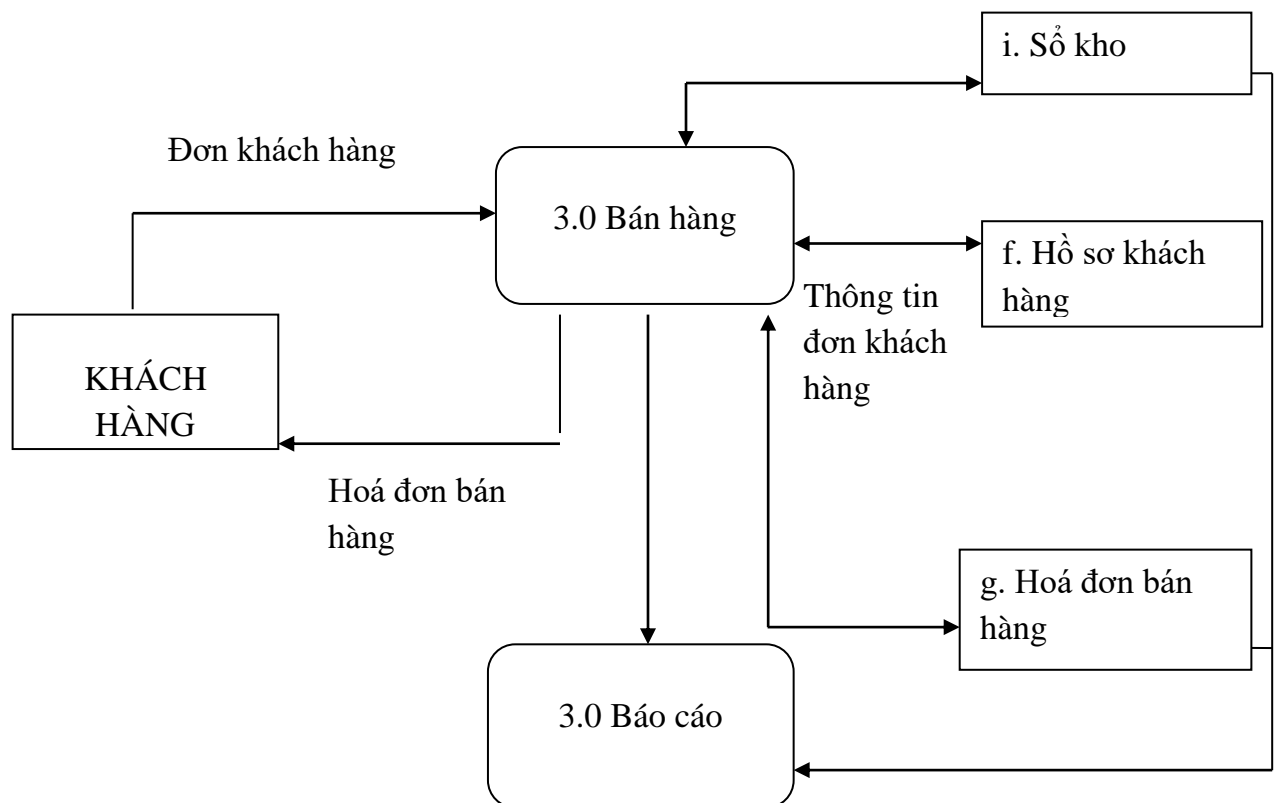 i. Sổ kho
Đơn khách hàng
3.0 Bán hàng
f. Hồ sơ khách
hàng
Thông tin
đơn khách
hàng
KHÁCH
HÀNG
Hoá đơn bán
hàng
g. Hoá đơn bán
hàng
3.0 Báo cáo